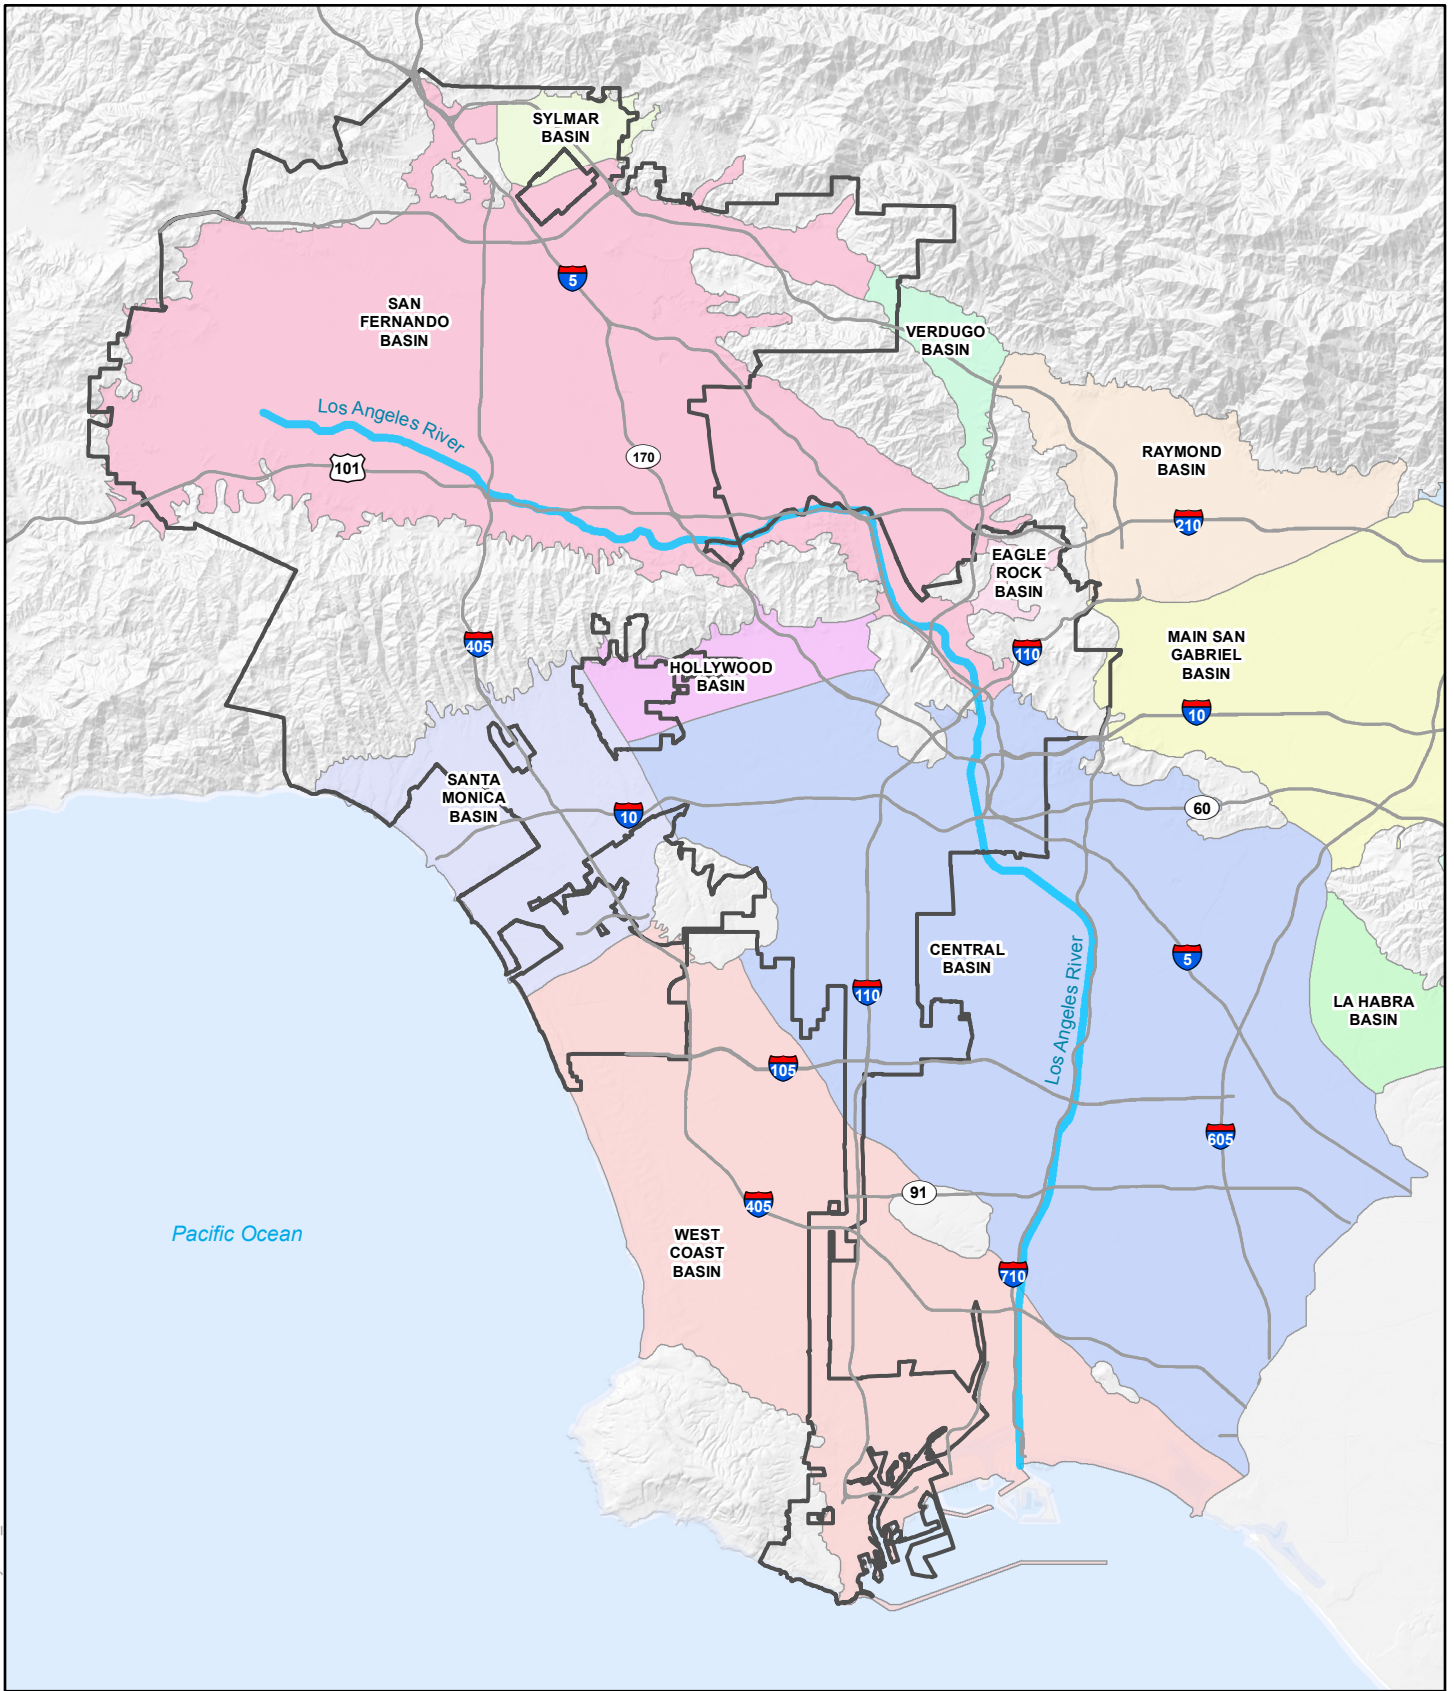 SYLMAR
BASIN
5
SAN
FERNANDO
BASIN
VERDUGO
BASIN
Los Angeles River
101
170
RAYMOND
BASIN
210
EAGLE
ROCK
BASIN
405
110
MAIN SAN
GABRIEL
BASIN
HOLLYWOOD
BASIN
10
SANTA
MONICA
BASIN
10
60
CENTRAL
BASIN
5
110
Los Angeles River
LA HABRA
BASIN
105
605
91
405
Pacific Ocean
WEST
COAST
BASIN
710